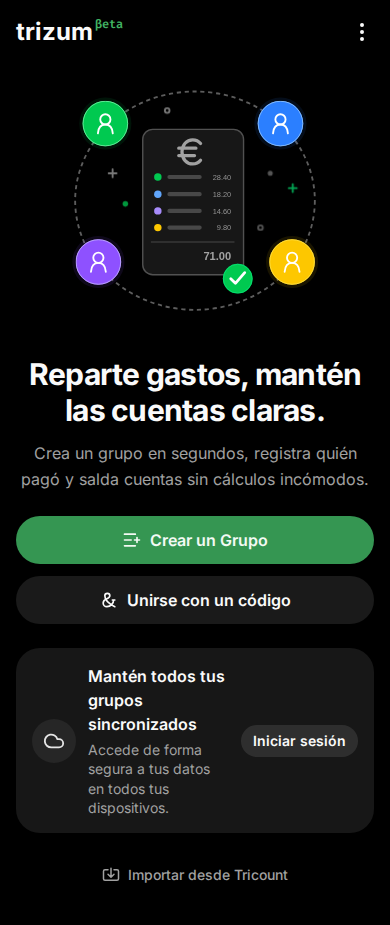 trizum βeta
€
28.40
18.20
14.60
9.80
71.00
Reparte gastos, mantén
las cuentas claras.
Crea un grupo en segundos, registra quién
pagó y salda cuentas sin cálculos incómodos.
Crear un Grupo
& Unirse con un código
Mantén todos tus
grupos
sincronizados
Accede de forma
segura a tus datos
en todos tus
dispositivos.
Iniciar sesión
Importar desde Tricount